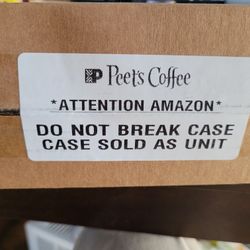 Peet's Coffee
*ATTENTION AMAZON*
DO NOT BREAK CASE
CASE SOLD AS UNIT